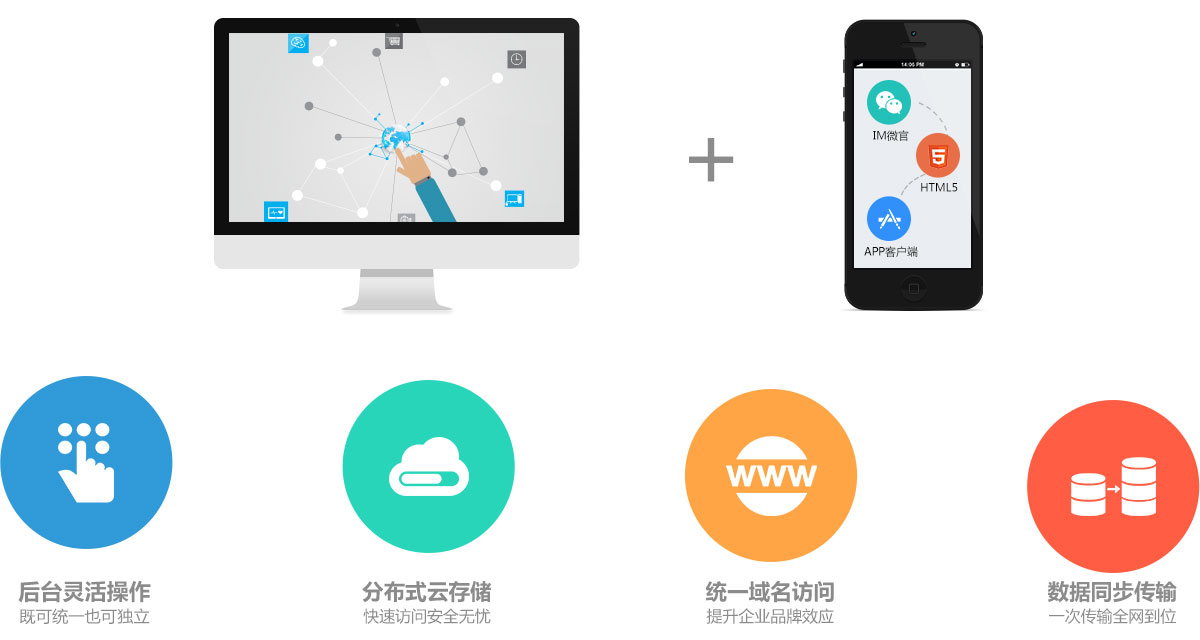 14:05 PM
IM微官
HTML5
APP客户端
WWW
后台灵活操作
既可统一也可独立
分布式云存储
快速访问安全无忧
统一域名访问
提升企业品牌效应
数据同步传输
一次传输全网到位